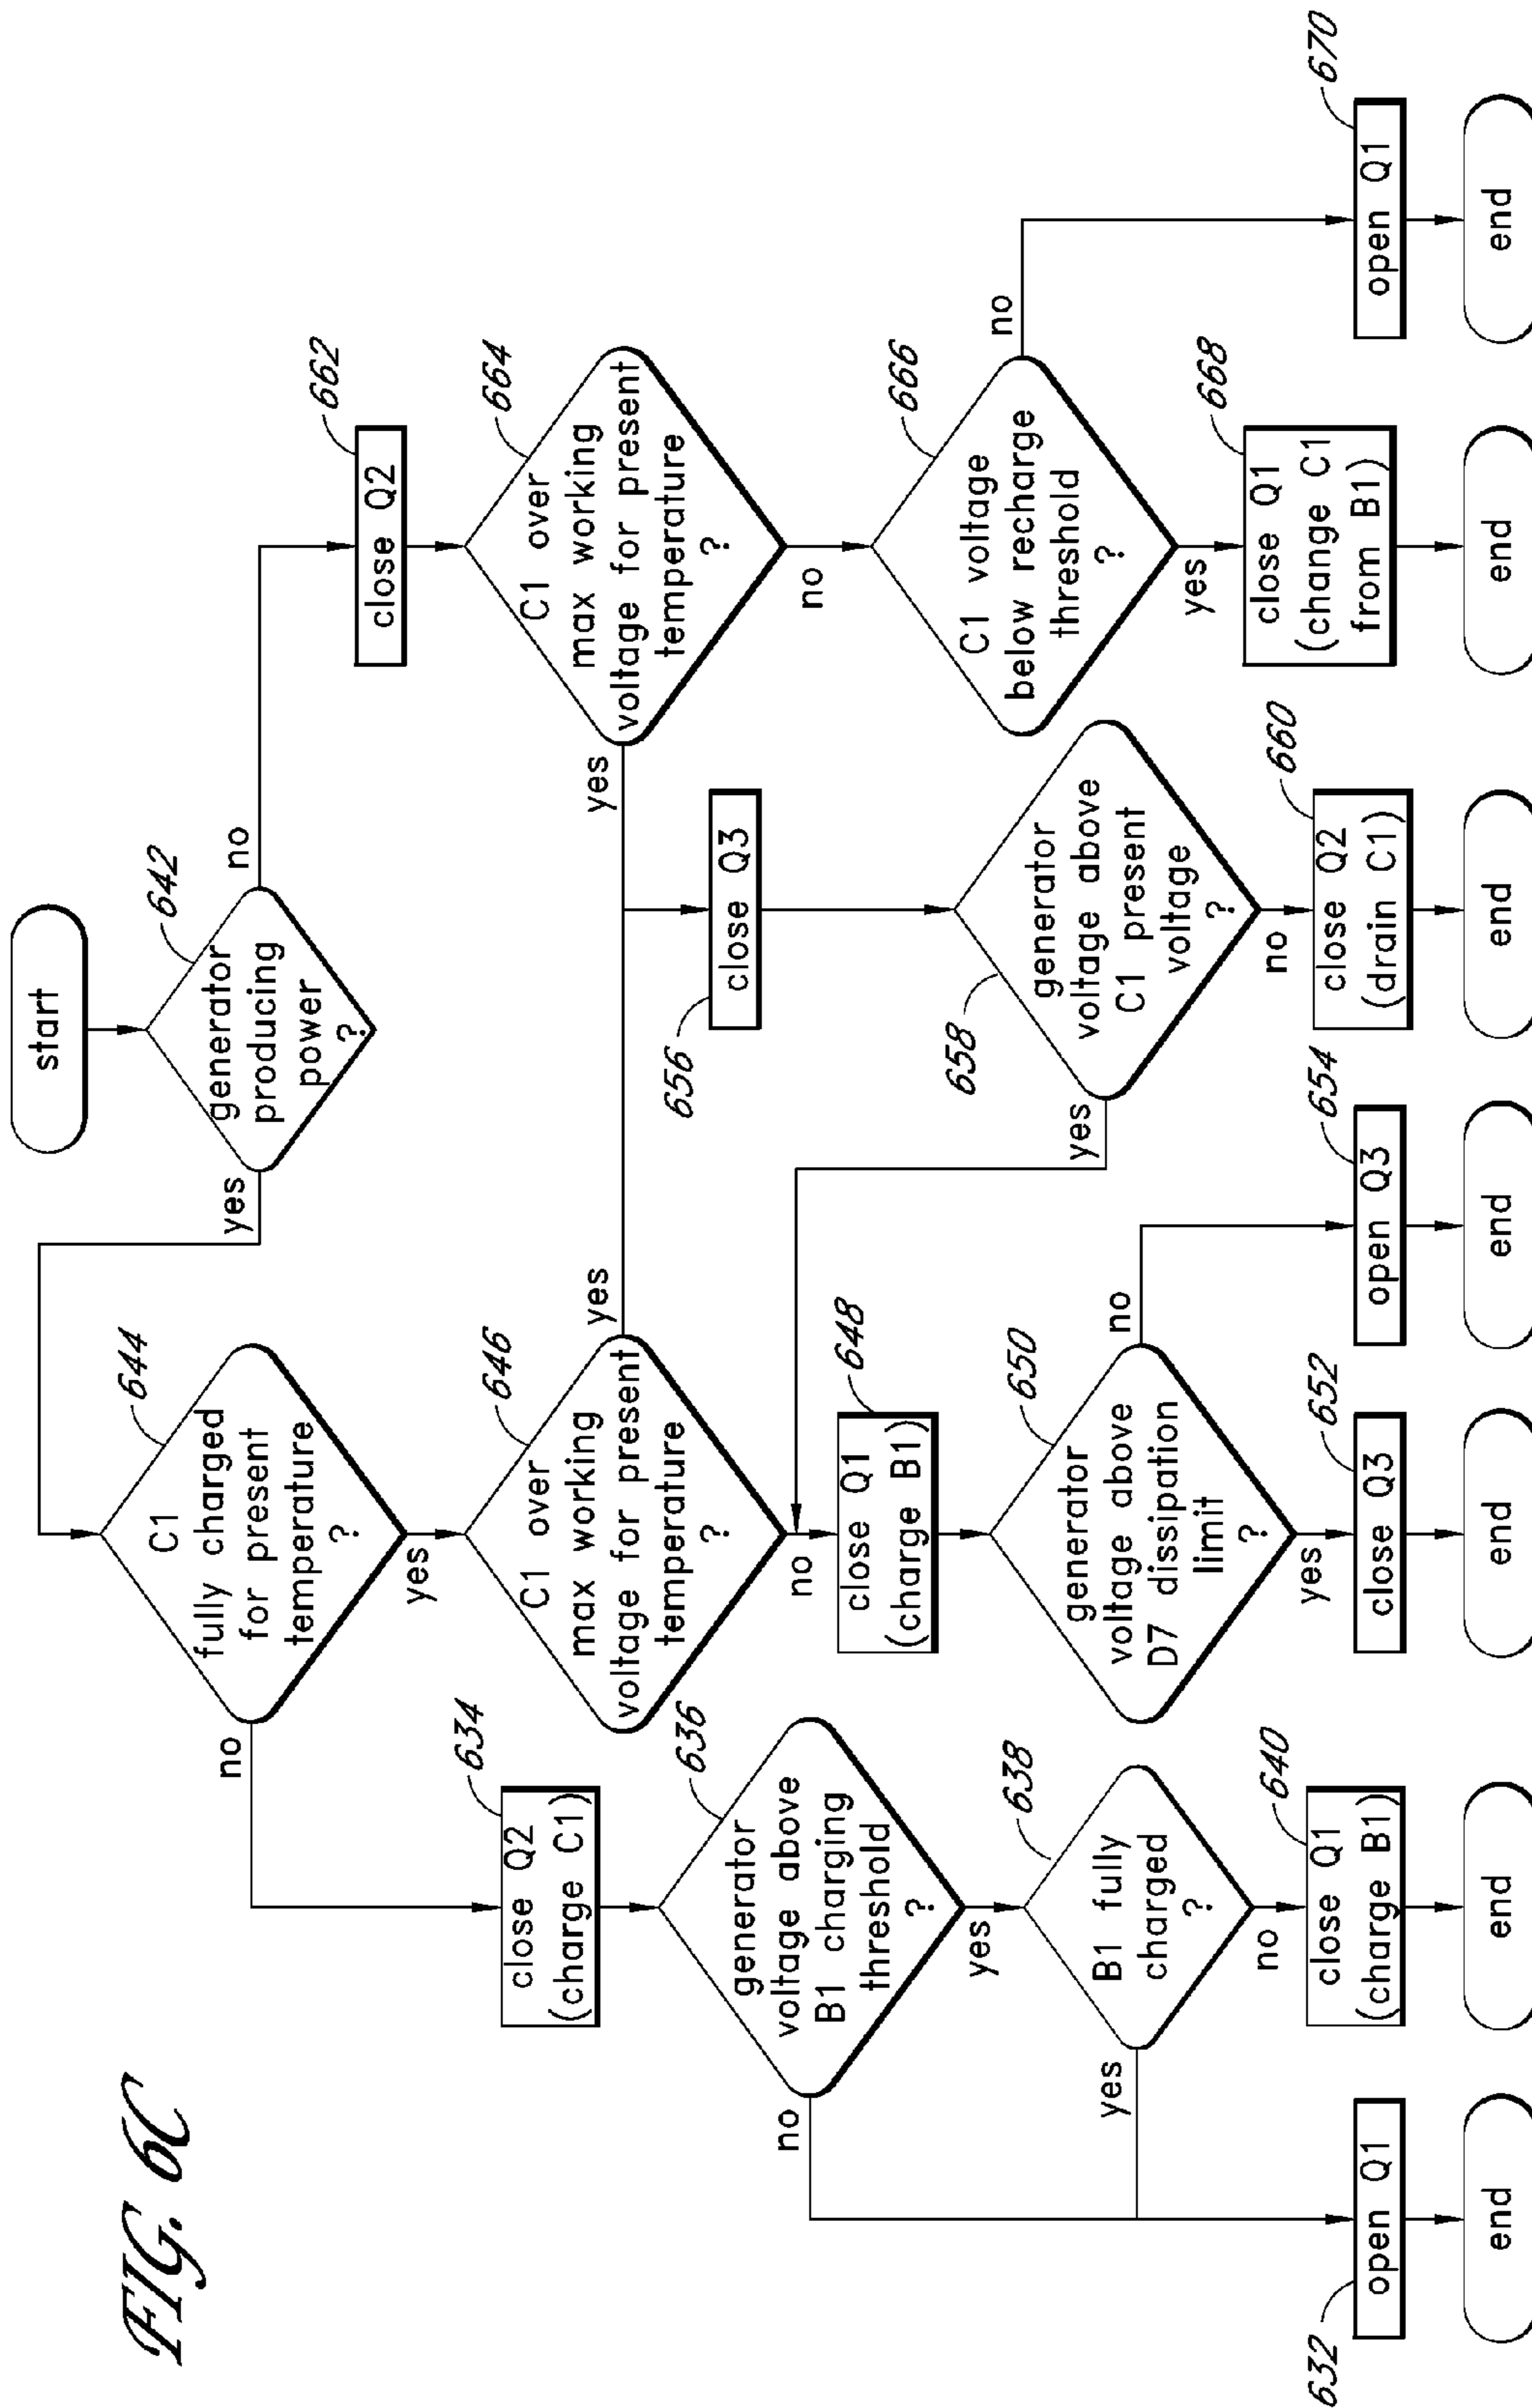 FIG. 6C
start
642
generator
producing
power
?
yes
no
644
C1
fully charged
for present
temperature
?
no
yes
662
close Q2
634
close Q2
(charge C1)
646
C1 over
max working
voltage for present
temperature
?
yes
no
664
C1 over
max working
voltage for present
temperature
?
yes
no
636
generator
voltage above
B1 charging
threshold
?
no
yes
648
close Q1
(charge B1)
656
close Q3
666
C1 voltage
below recharge
threshold
?
no
yes
638
B1 fully
charged
?
yes
no
650
generator
voltage above
D7 dissipation
limit
?
no
yes
658
generator
voltage above
C1 present
voltage
?
yes
no
632
open Q1
640
close Q1
(charge B1)
652
close Q3
654
open Q3
660
close Q2
(drain C1)
668
close Q1
(change C1
from B1)
670
open Q1
end
end
end
end
end
end
end